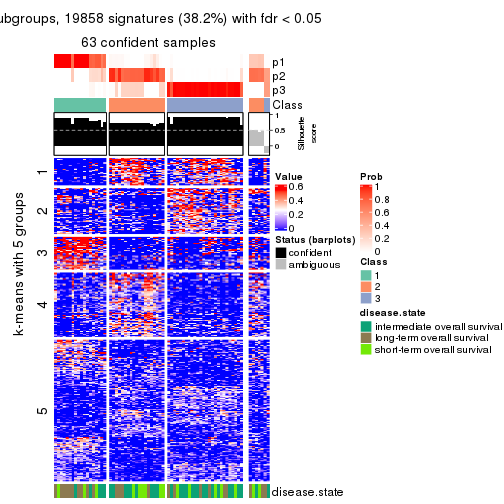 ubgroups, 19858 signatures (38.2%) with fdr < 0.05
63 confident samples
p1
p2
p3
Class
1
0.5
0
Silhouette
score
k-means with 5 groups
1
2
3
4
5
Value
0.6
0.4
0.2
0
Status (barplots)
confident
ambiguous
Prob
1
0.8
0.6
0.4
0.2
0
Class
1
2
3
disease.state
intermediate overall survival
long-term overall survival
short-term overall survival
disease.state